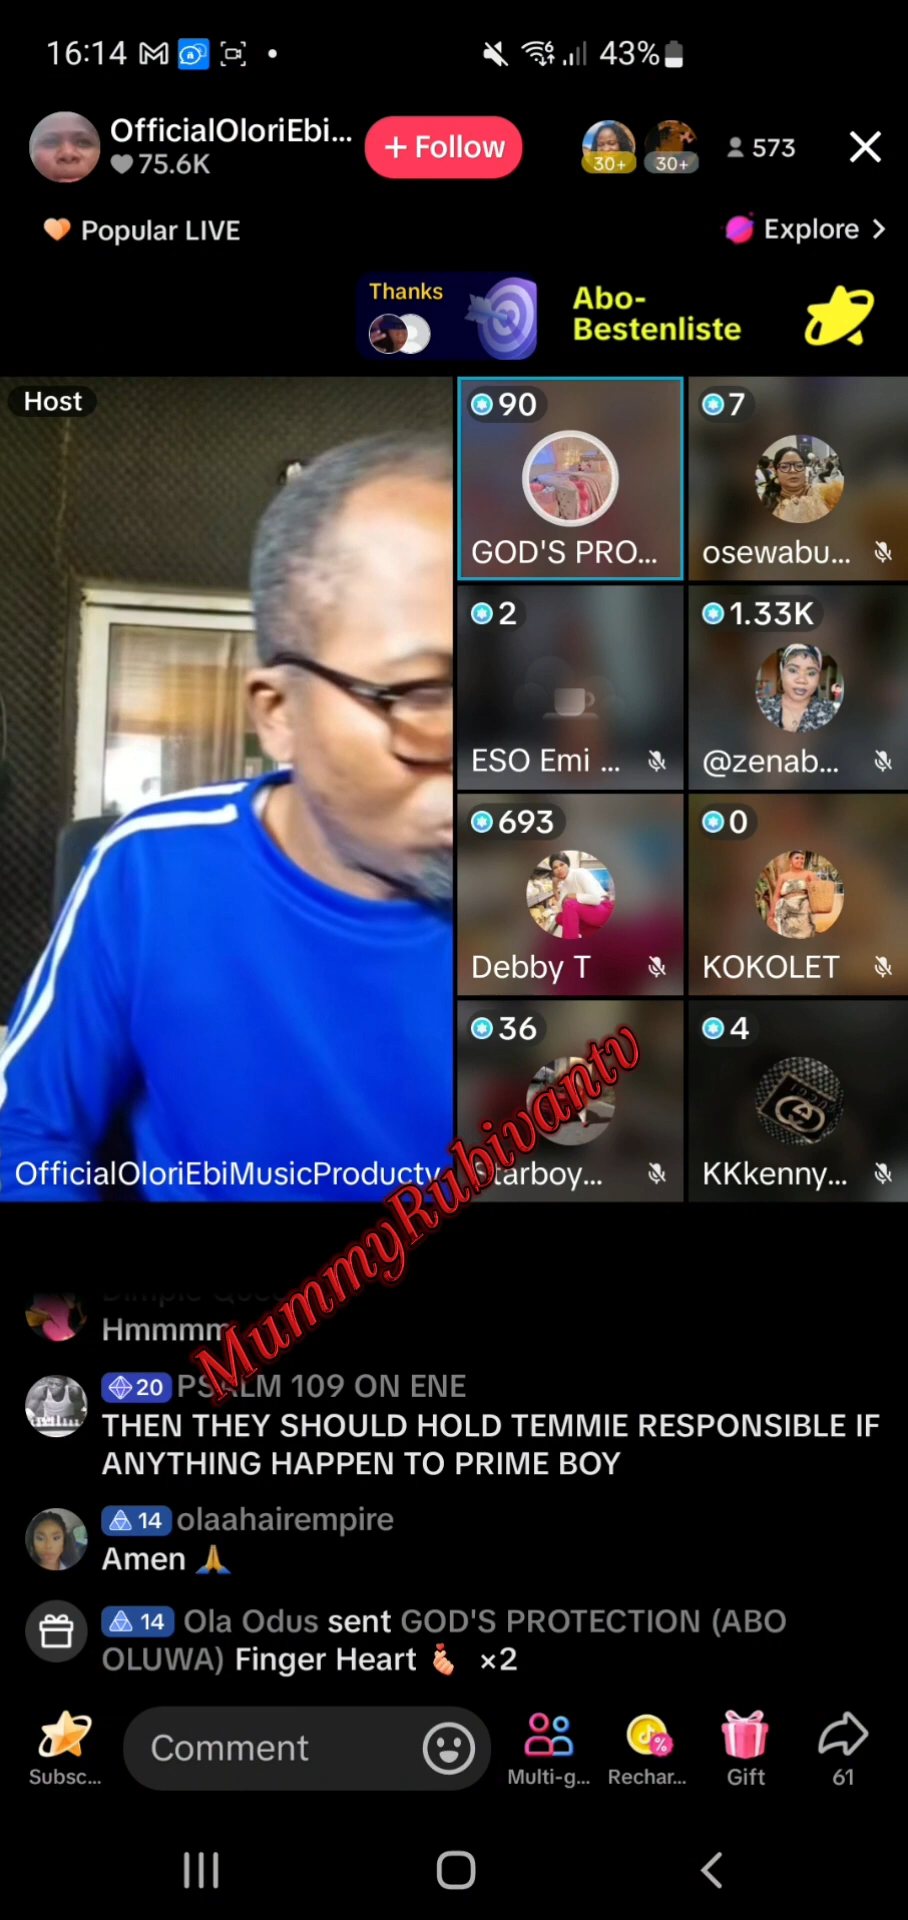 16:14
43%
OfficialOloriEbi...
75.6K
+ Follow
30+
30+
573
Popular LIVE
Explore >
Thanks
Abo-
Bestenliste
Host
90
GOD'S PRO...
7
osewabu...
2
ESO Emi ...
1.33K
@zenab...
693
Debby T
0
KOKOLET
36
Starboy...
4
KKkenny...
OfficialOloriEbiMusicProductv
MummyRubivantv
Hmmmm
20 PSALM 109 ON ENE
THEN THEY SHOULD HOLD TEMMIE RESPONSIBLE IF
ANYTHING HAPPEN TO PRIME BOY
14 olaahairempire
Amen 🙏
14 Ola Odus sent GOD'S PROTECTION (ABO
OLUWA) Finger Heart ×2
Comment
Subsc...
Multi-g...
Rechar...
Gift
61